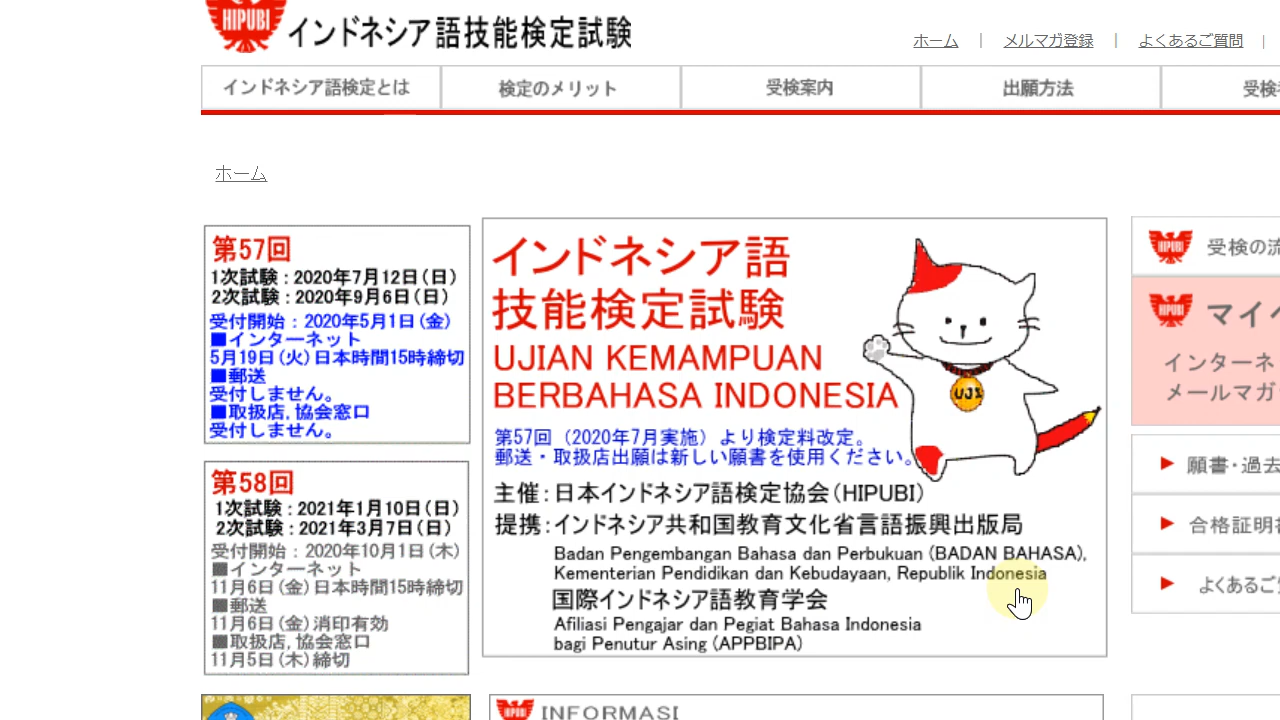 HIPUBI
インドネシア語技能検定試験
ホーム | メルマガ登録 | よくあるご質問 |
インドネシア語検定とは 検定のメリット 受検案内 出願方法 受検
ホーム
第57回
1次試験:2020年7月12日(日)
2次試験:2020年9月6日(日)
受付開始:2020年5月1日(金)
■インターネット
5月19日(火)日本時間15時締切
■郵送
受付しません。
■取扱店,協会窓口
受付しません。
第58回
1次試験:2021年1月10日(日)
2次試験:2021年3月7日(日)
受付開始:2020年10月1日(木)
■インターネット
11月6日(金)日本時間15時締切
■郵送
11月6日(金)消印有効
■取扱店,協会窓口
11月5日(木)締切
インドネシア語
技能検定試験
UJIAN KEMAMPUAN
BERBAHASA INDONESIA
UJI
第57回(2020年7月実施)より検定料改定。
郵送・取扱店出願は新しい願書を使用ください。
主催:日本インドネシア語検定協会(HIPUBI)
提携:インドネシア共和国教育文化省言語振興出版局
Badan Pengembangan Bahasa dan Perbukuan (BADAN BAHASA),
Kementerian Pendidikan dan Kebudayaan, Republik Indonesia
国際インドネシア語教育学会
Afiliasi Pengajar dan Pegiat Bahasa Indonesia
bagi Penutur Asing (APPBIPA)
HIPUBI 受検の流
HIPUBI マイペ
インターネ
メールマガ
願書・過去
合格証明
よくあるご
HIPUBI INFORMASI